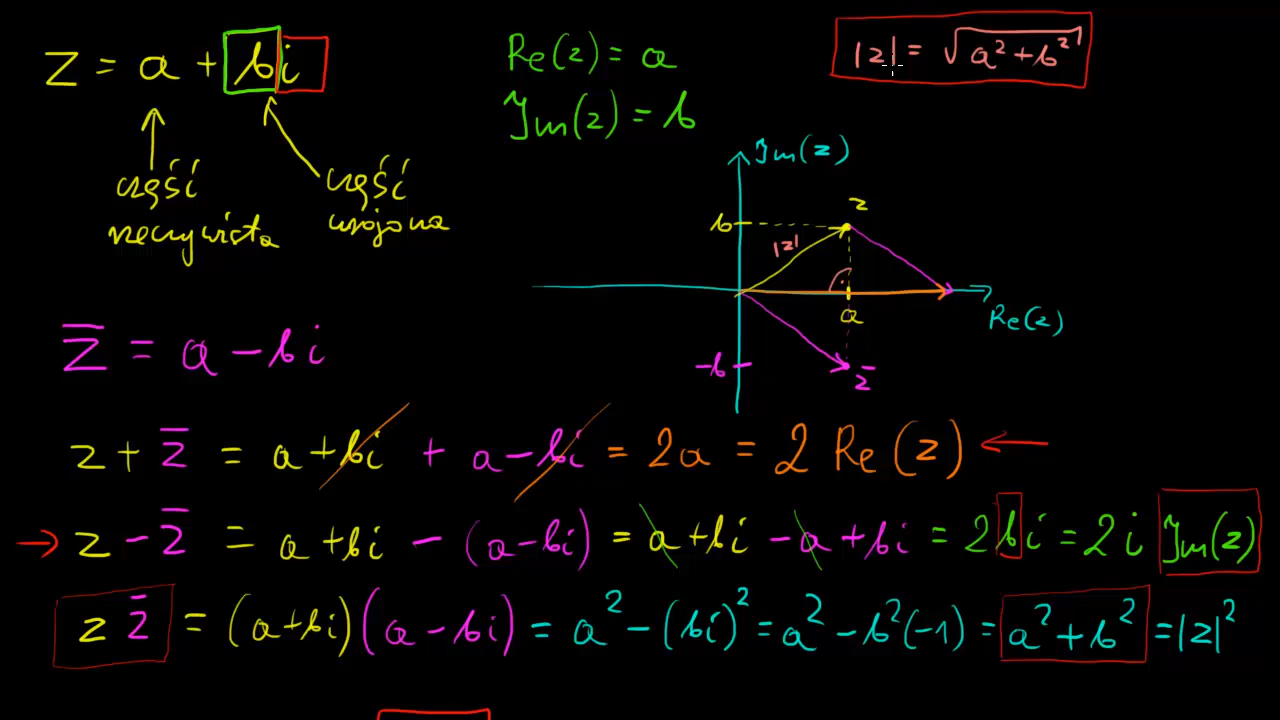 z = a + bi
część rzeczywista
część urojona
Re(z) = a
Im(z) = b
|z| = √(a² + b²)
Im(z)
b
z
|z|
a
Re(z)
-b
z̄
z̄ = a - bi
z + z̄ = a + bi + a - bi = 2a = 2 Re(z)
z - z̄ = a + bi - (a - bi) = a + bi - a + bi = 2bi = 2i Im(z)
z z̄ = (a + bi)(a - bi) = a² - (bi)² = a² - b²(-1) = a² + b² = |z|²